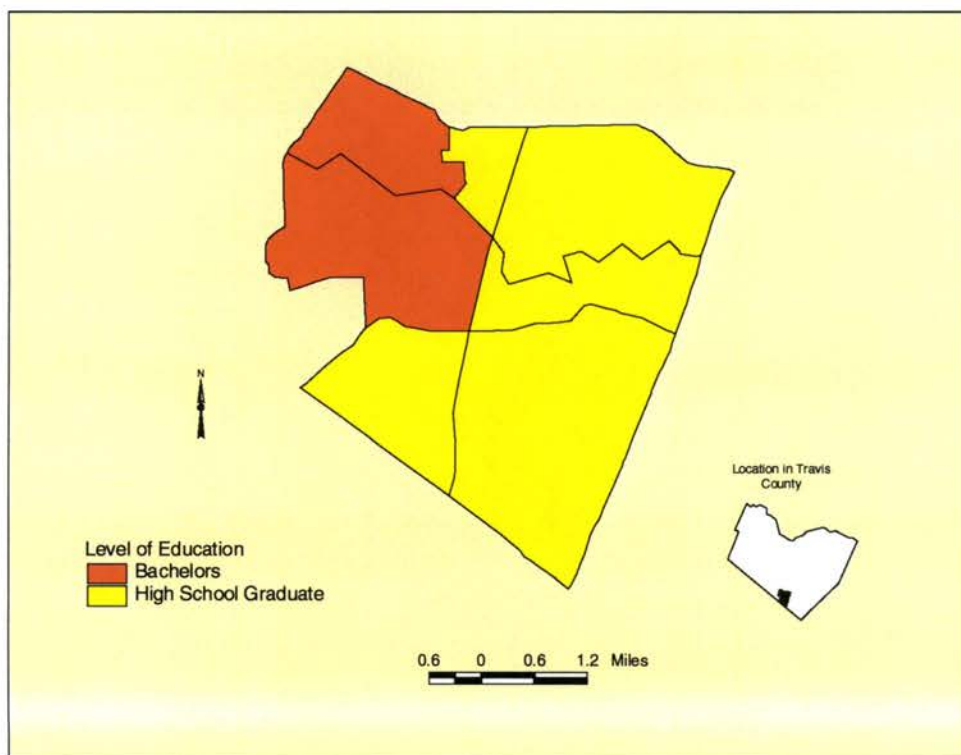 N
Location in Travis
County
Level of Education
Bachelors
High School Graduate
0.6 0 0.6 1.2 Miles